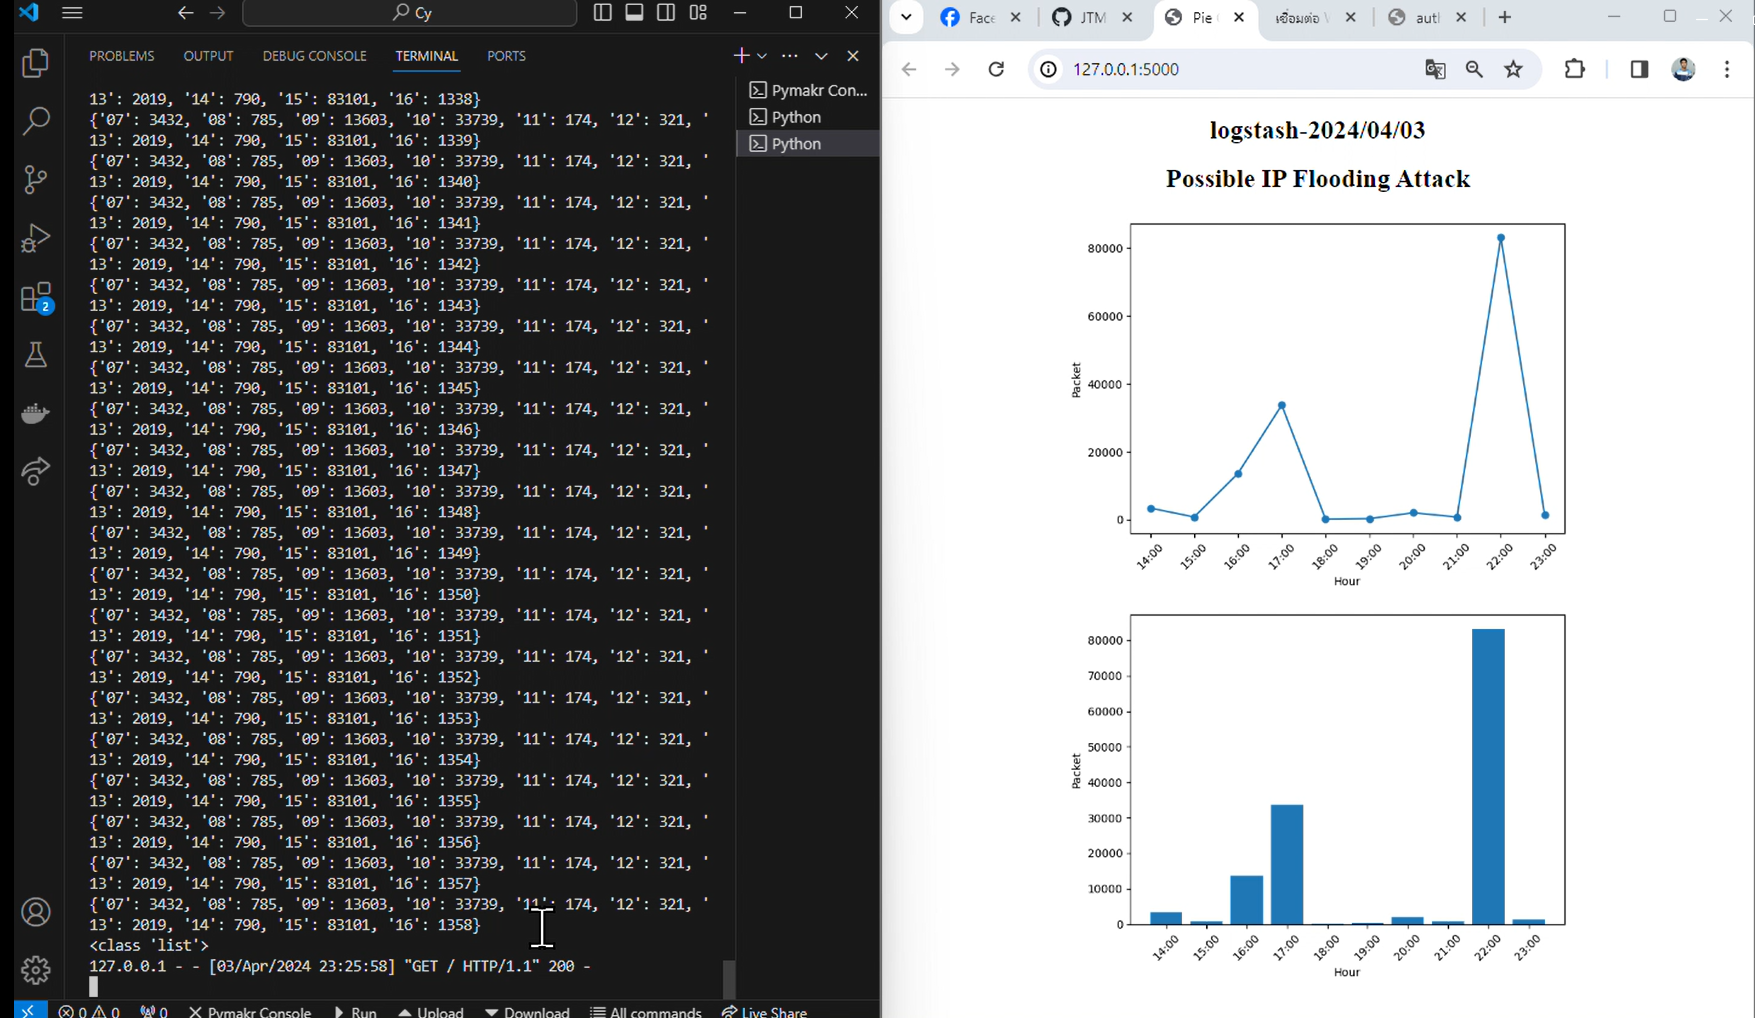 Cy
PROBLEMS OUTPUT DEBUG CONSOLE TERMINAL PORTS
Pymakr Con...
Python
Python
13': 2019, '14': 790, '15': 83101, '16': 1338}
{'07': 3432, '08': 785, '09': 13603, '10': 33739, '11': 174, '12': 321, '
13': 2019, '14': 790, '15': 83101, '16': 1339}
{'07': 3432, '08': 785, '09': 13603, '10': 33739, '11': 174, '12': 321, '
13': 2019, '14': 790, '15': 83101, '16': 1340}
{'07': 3432, '08': 785, '09': 13603, '10': 33739, '11': 174, '12': 321, '
13': 2019, '14': 790, '15': 83101, '16': 1341}
{'07': 3432, '08': 785, '09': 13603, '10': 33739, '11': 174, '12': 321, '
13': 2019, '14': 790, '15': 83101, '16': 1342}
{'07': 3432, '08': 785, '09': 13603, '10': 33739, '11': 174, '12': 321, '
13': 2019, '14': 790, '15': 83101, '16': 1343}
{'07': 3432, '08': 785, '09': 13603, '10': 33739, '11': 174, '12': 321, '
13': 2019, '14': 790, '15': 83101, '16': 1344}
{'07': 3432, '08': 785, '09': 13603, '10': 33739, '11': 174, '12': 321, '
13': 2019, '14': 790, '15': 83101, '16': 1345}
{'07': 3432, '08': 785, '09': 13603, '10': 33739, '11': 174, '12': 321, '
13': 2019, '14': 790, '15': 83101, '16': 1346}
{'07': 3432, '08': 785, '09': 13603, '10': 33739, '11': 174, '12': 321, '
13': 2019, '14': 790, '15': 83101, '16': 1347}
{'07': 3432, '08': 785, '09': 13603, '10': 33739, '11': 174, '12': 321, '
13': 2019, '14': 790, '15': 83101, '16': 1348}
{'07': 3432, '08': 785, '09': 13603, '10': 33739, '11': 174, '12': 321, '
13': 2019, '14': 790, '15': 83101, '16': 1349}
{'07': 3432, '08': 785, '09': 13603, '10': 33739, '11': 174, '12': 321, '
13': 2019, '14': 790, '15': 83101, '16': 1350}
{'07': 3432, '08': 785, '09': 13603, '10': 33739, '11': 174, '12': 321, '
13': 2019, '14': 790, '15': 83101, '16': 1351}
{'07': 3432, '08': 785, '09': 13603, '10': 33739, '11': 174, '12': 321, '
13': 2019, '14': 790, '15': 83101, '16': 1352}
{'07': 3432, '08': 785, '09': 13603, '10': 33739, '11': 174, '12': 321, '
13': 2019, '14': 790, '15': 83101, '16': 1353}
{'07': 3432, '08': 785, '09': 13603, '10': 33739, '11': 174, '12': 321, '
13': 2019, '14': 790, '15': 83101, '16': 1354}
{'07': 3432, '08': 785, '09': 13603, '10': 33739, '11': 174, '12': 321, '
13': 2019, '14': 790, '15': 83101, '16': 1355}
{'07': 3432, '08': 785, '09': 13603, '10': 33739, '11': 174, '12': 321, '
13': 2019, '14': 790, '15': 83101, '16': 1356}
{'07': 3432, '08': 785, '09': 13603, '10': 33739, '11': 174, '12': 321, '
13': 2019, '14': 790, '15': 83101, '16': 1357}
{'07': 3432, '08': 785, '09': 13603, '10': 33739, '11': 174, '12': 321, '
13': 2019, '14': 790, '15': 83101, '16': 1358}
<class 'list'>
127.0.0.1 - - [03/Apr/2024 23:25:58] "GET / HTTP/1.1" 200 -
2
0 0 0 Pymakr Console Run Upload Download All commands Live Share
Face JTM Pie เชื่อมต่อ auth
127.0.0.1:5000
logstash-2024/04/03
Possible IP Flooding Attack
80000
60000
40000
20000
0
Packet
14:00 15:00 16:00 17:00 18:00 19:00 20:00 21:00 22:00 23:00
Hour
80000
70000
60000
50000
40000
30000
20000
10000
0
Packet
14:00 15:00 16:00 17:00 18:00 19:00 20:00 21:00 22:00 23:00
Hour